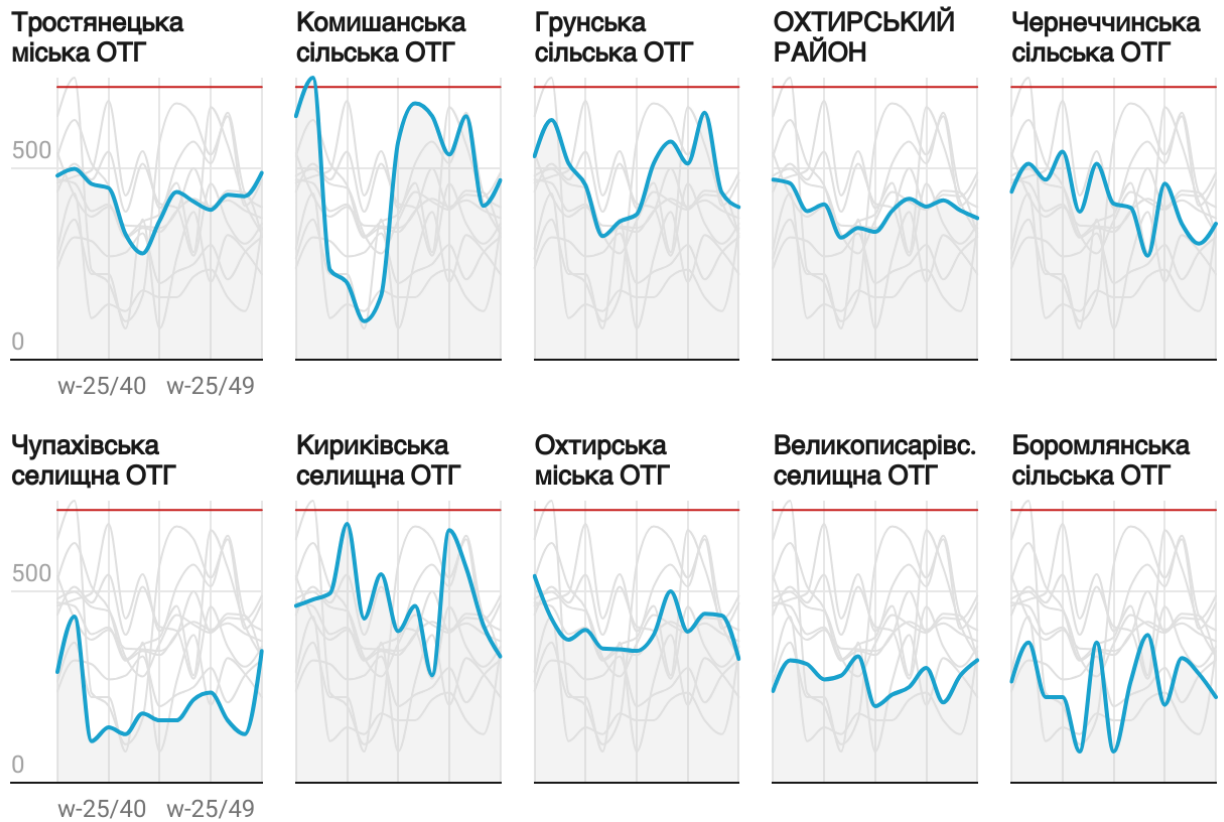 Тростянецька
міська ОТГ
Комишанська
сільська ОТГ
Грунська
сільська ОТГ
ОХТИРСЬКИЙ
РАЙОН
Чернеччинська
сільська ОТГ
500
0
w-25/40 w-25/49
Чупахівська
селищна ОТГ
Кириківська
селищна ОТГ
Охтирська
міська ОТГ
Великописарівс.
селищна ОТГ
Боромлянська
сільська ОТГ
500
0
w-25/40 w-25/49